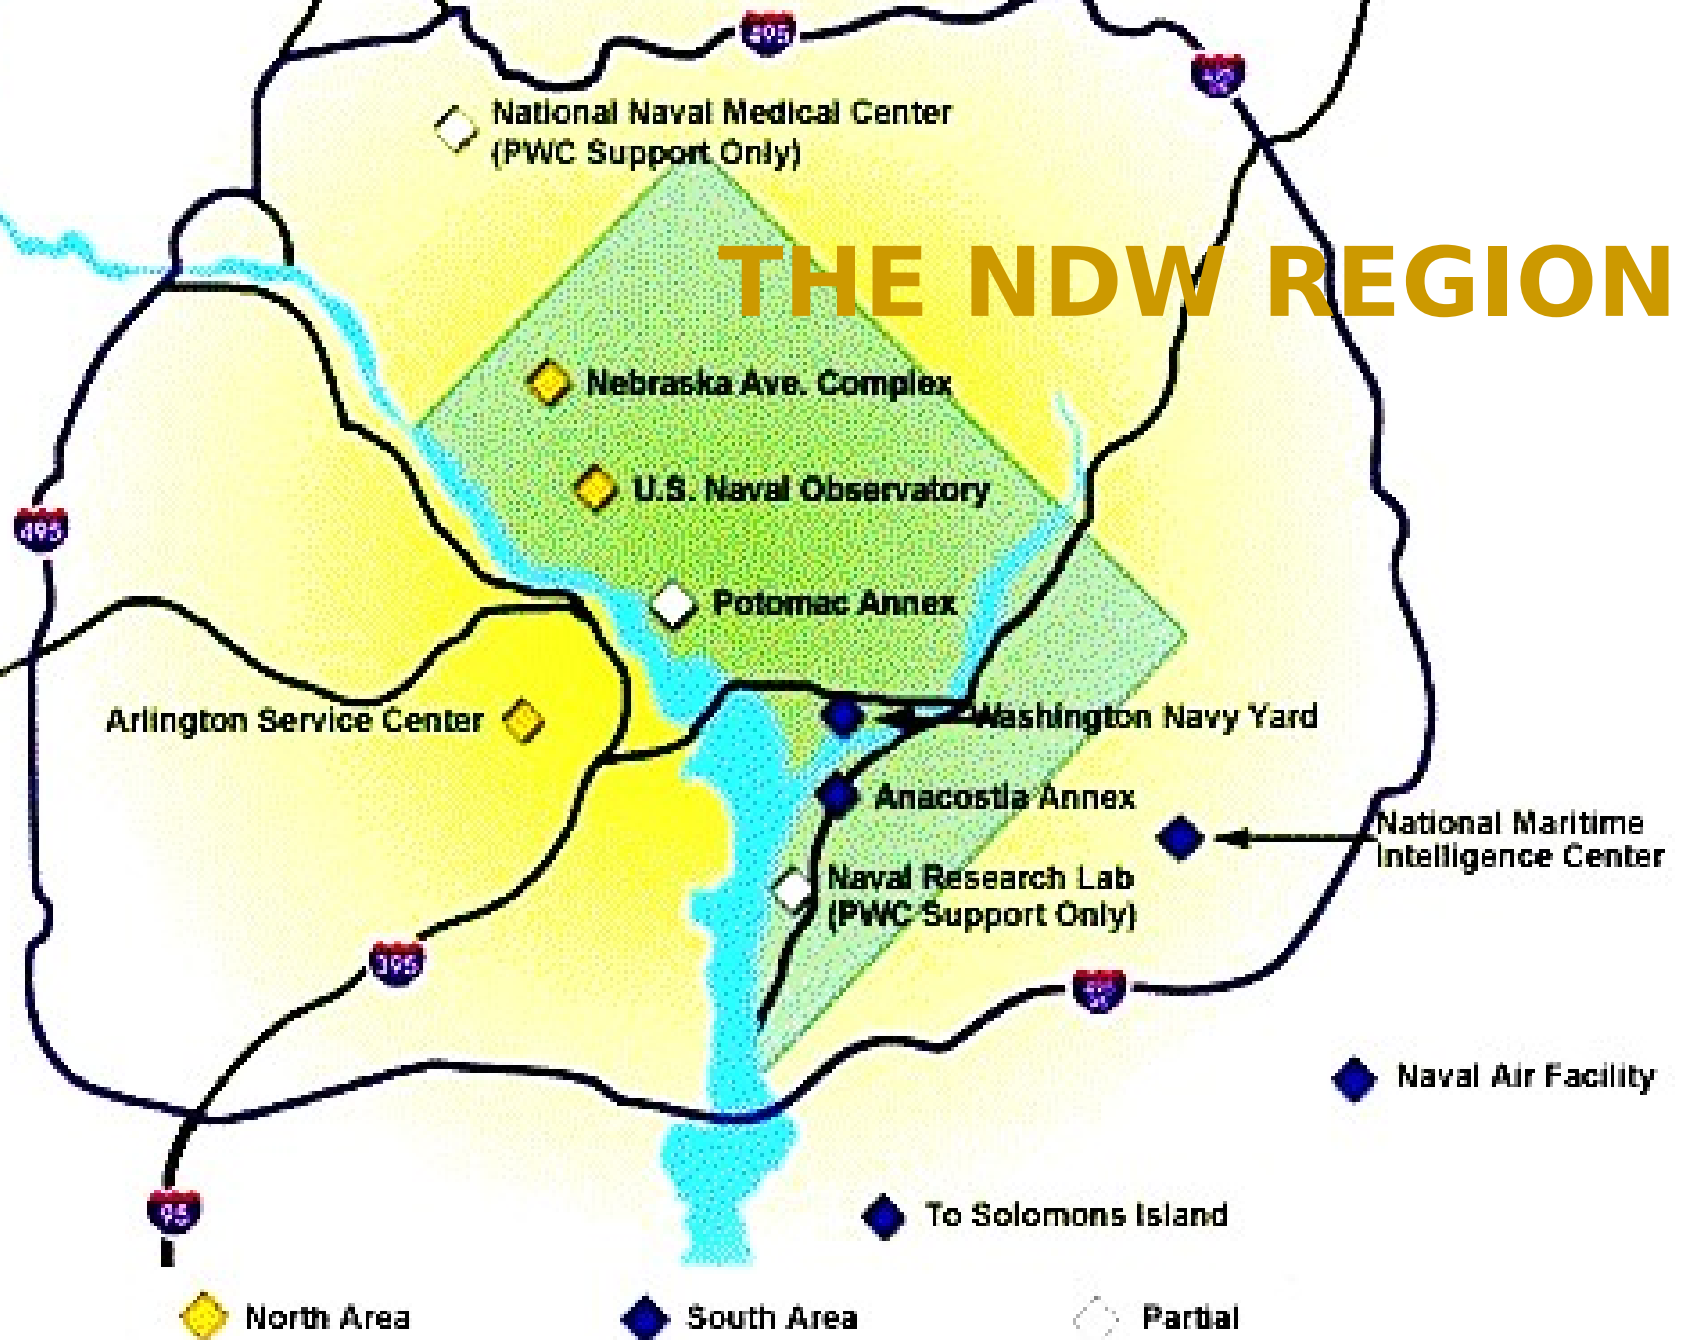 495
95
National Naval Medical Center
(PWC Support Only)
THE NDW REGION
Nebraska Ave. Complex
U.S. Naval Observatory
495
Potomac Annex
Arlington Service Center
Washington Navy Yard
Anacostia Annex
National Maritime
Intelligence Center
Naval Research Lab
(PWC Support Only)
395
95
Naval Air Facility
95
To Solomons Island
North Area
South Area
Partial